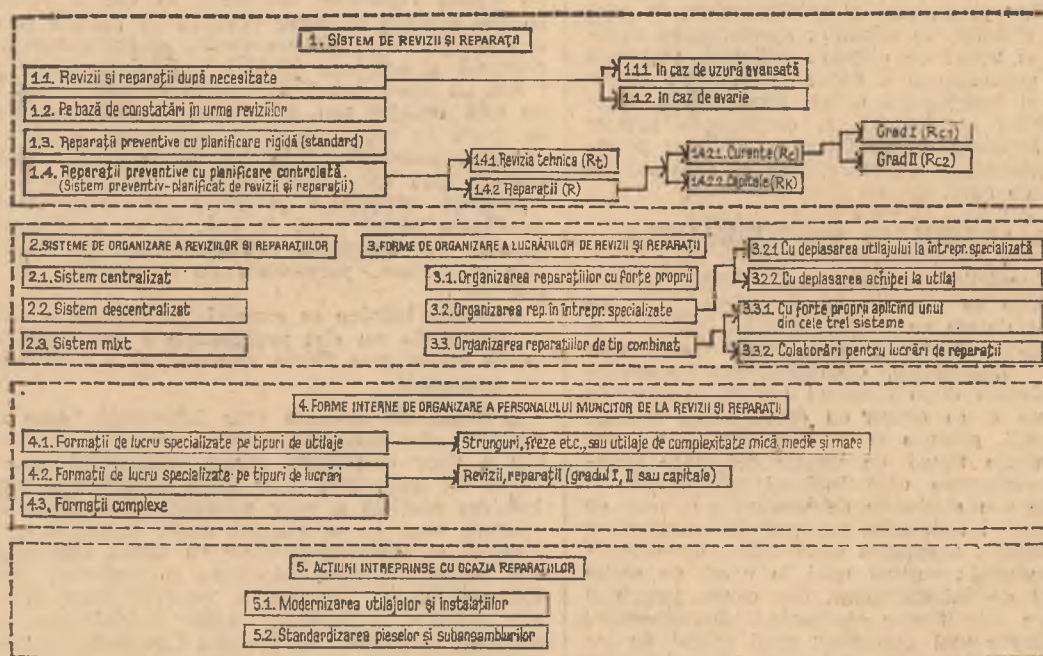 1. SISTEM DE REVIZII ȘI REPARAȚII
1.1. Revizii și reparații după necesitate
1.1.1. In caz de uzură avansată
1.1.2. In caz de avarie
1.2. Pe bază de constatări în urma reviziilor
1.3. Reparații preventive cu planificare rigidă (standard)
1.4. Reparații preventive cu planificare controlată.
(Sistem preventiv-planificat de revizii și reparații)
1.4.1. Revizia tehnica (Rt)
1.4.2 Reparații (R)
1.4.2.1. Curente (Rc)
1.4.2.2. Capitale (RK)
Grad I (RC1)
Grad II (RC2)
2. SISTEME DE ORGANIZARE A REVIZIILOR SI REPARAȚIILOR
2.1. Sistem centralizat
2.2. Sistem descentralizat
2.3. Sistem mixt
3. FORME DE ORGANIZARE A LUCRĂRILOR DE REVIZII ȘI REPARAȚII
3.1. Organizarea reparațiilor cu forțe proprii
3.2. Organizarea rep. în întrepr. specializate
3.3. Organizarea reparațiilor de tip combinat
3.2.1 Cu deplasarea utilajului la întrepr. specializată
3.2.2. Cu deplasarea echipei la utilaj
3.3.1. Cu forțe proprii aplicînd unul
din cele trei sisteme
3.3.2. Colaborări pentru lucrări de reparații
4. FORME INTERNE DE ORGANIZARE A PERSONALULUI MUNCITOR DE LA REVIZII ȘI REPARAȚII
4.1. Formații de lucru specializate pe tipuri de utilaje
Strunguri, freze etc., sau utilaje de complexitate mică, medie și mare
4.2. Formații de lucru specializate pe tipuri de lucrări
Revizii, reparații (gradul I, II sau capitale)
4.3. Formații complexe
5. ACȚIUNI INTREPRINSE CU OCAZIA REPARAȚIILOR
5.1. Modernizarea utilajelor și instalațiilor
5.2. Standardizarea pieselor și subansamblurilor